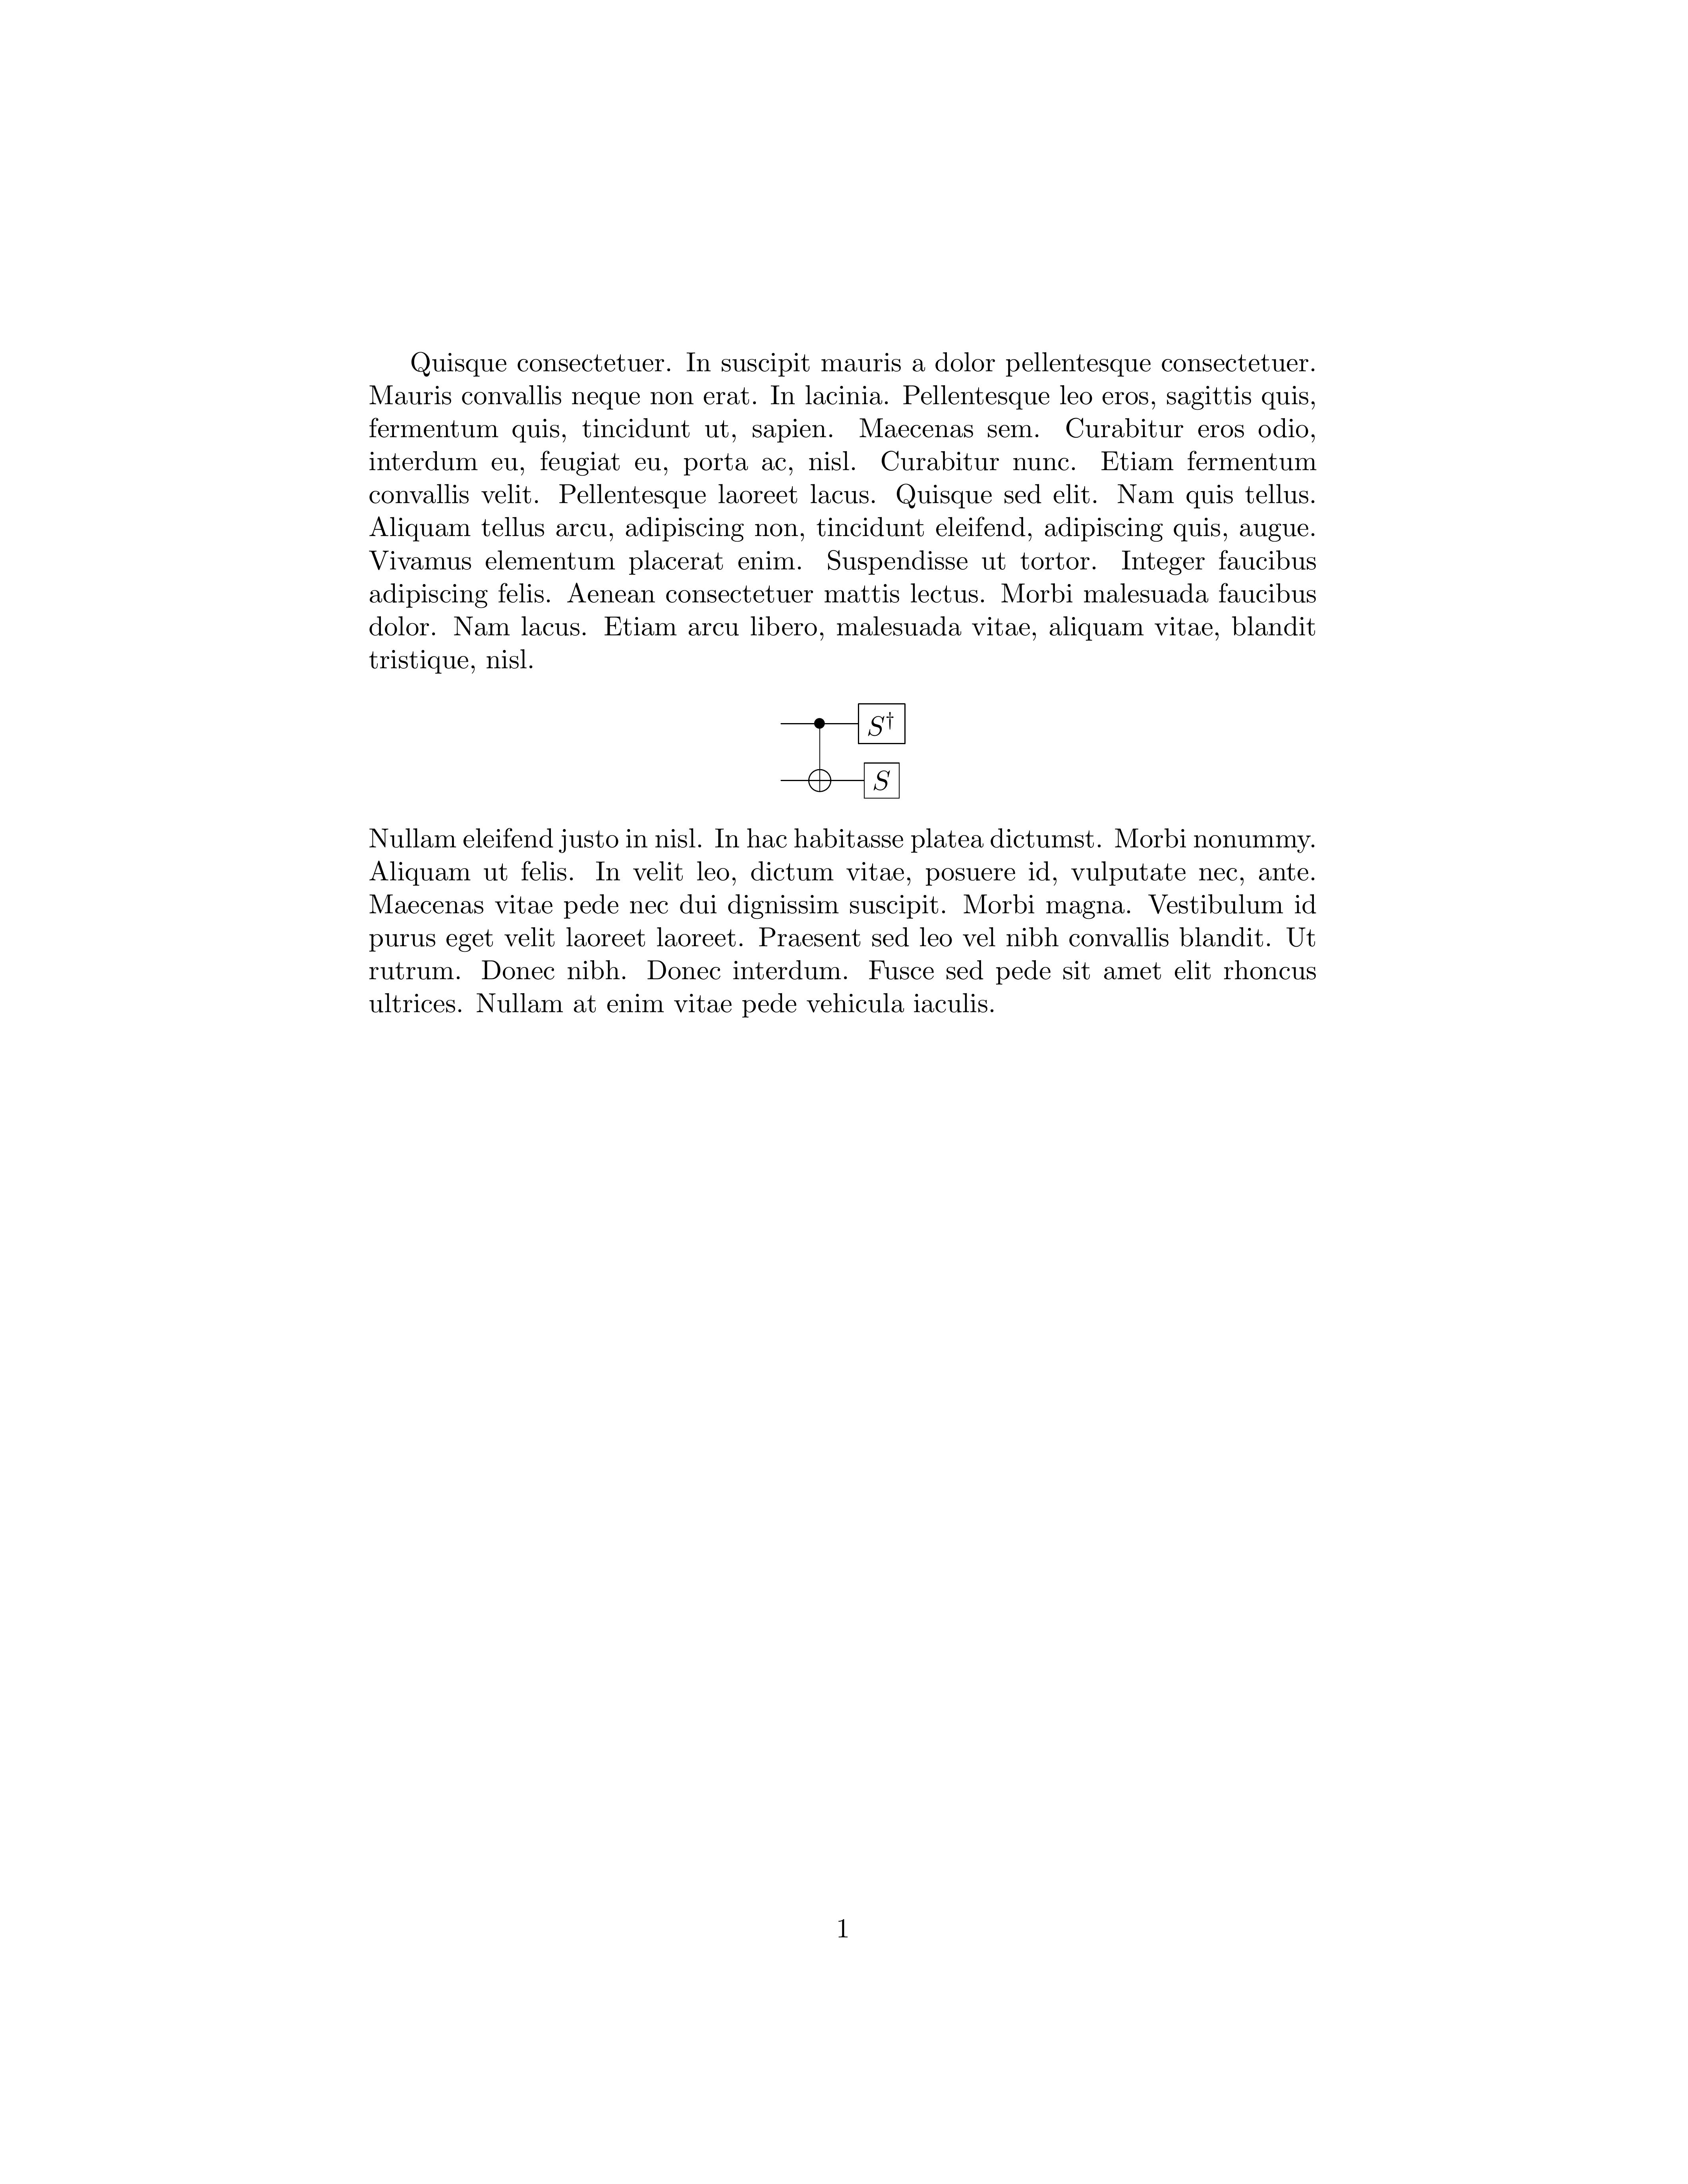 Quisque consectetuer. In suscipit mauris a dolor pellentesque consectetuer.
Mauris convallis neque non erat. In lacinia. Pellentesque leo eros, sagittis quis,
fermentum quis, tincidunt ut, sapien. Maecenas sem. Curabitur eros odio,
interdum eu, feugiat eu, porta ac, nisl. Curabitur nunc. Etiam fermentum
convallis velit. Pellentesque laoreet lacus. Quisque sed elit. Nam quis tellus.
Aliquam tellus arcu, adipiscing non, tincidunt eleifend, adipiscing quis, augue.
Vivamus elementum placerat enim. Suspendisse ut tortor. Integer faucibus
adipiscing felis. Aenean consectetuer mattis lectus. Morbi malesuada faucibus
dolor. Nam lacus. Etiam arcu libero, malesuada vitae, aliquam vitae, blandit
tristique, nisl.
S†
S
Nullam eleifend justo in nisl. In hac habitasse platea dictumst. Morbi nonummy.
Aliquam ut felis. In velit leo, dictum vitae, posuere id, vulputate nec, ante.
Maecenas vitae pede nec dui dignissim suscipit. Morbi magna. Vestibulum id
purus eget velit laoreet laoreet. Praesent sed leo vel nibh convallis blandit. Ut
rutrum. Donec nibh. Donec interdum. Fusce sed pede sit amet elit rhoncus
ultrices. Nullam at enim vitae pede vehicula iaculis.
1